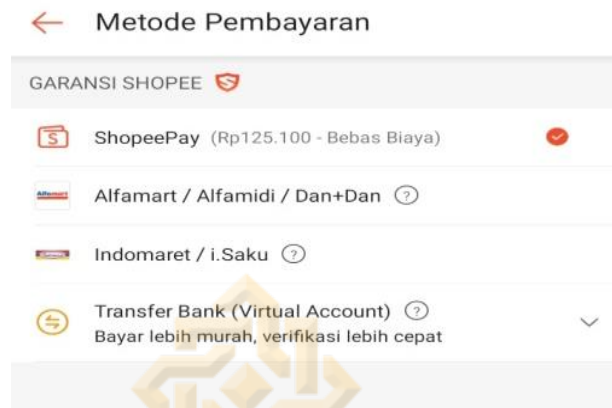 Metode Pembayaran
GARANSI SHOPEE
ShopeePay (Rp125.100 - Bebas Biaya)
Alfamart
Alfamart / Alfamidi / Dan+Dan ?
Indomaret / i.Saku ?
Transfer Bank (Virtual Account) ?
Bayar lebih murah, verifikasi lebih cepat